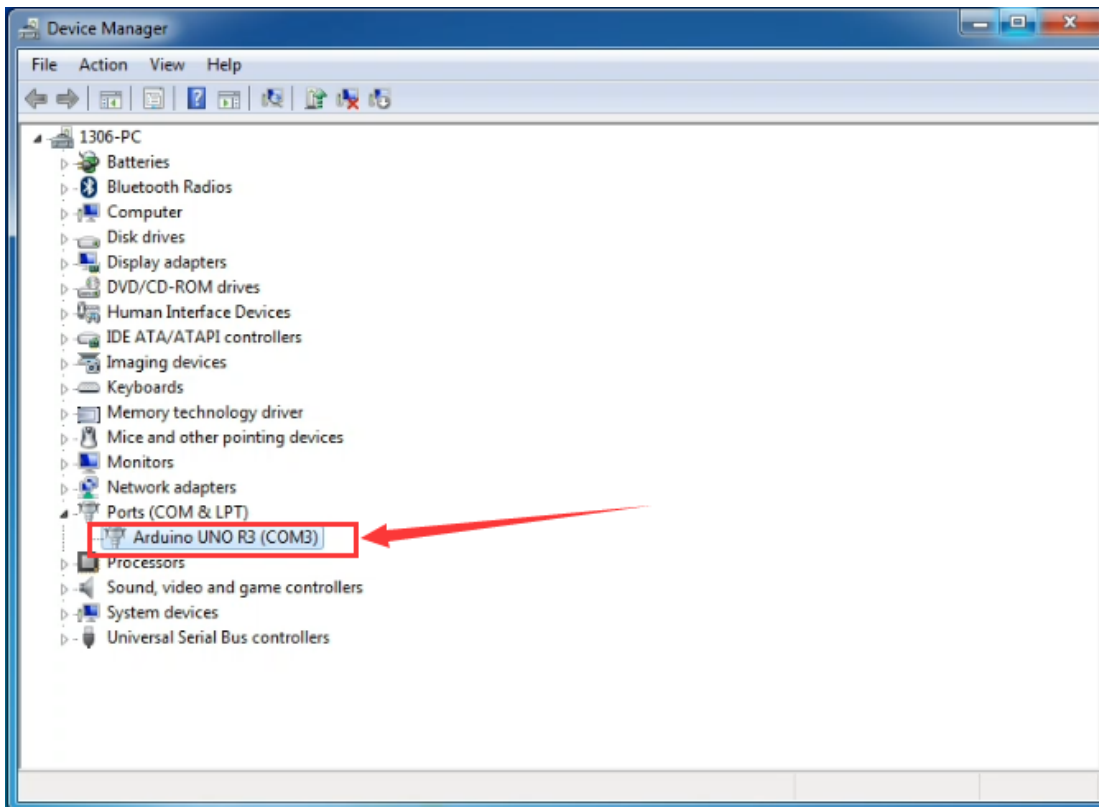 Device Manager
File Action View Help
1306-PC
Batteries
Bluetooth Radios
Computer
Disk drives
Display adapters
DVD/CD-ROM drives
Human Interface Devices
IDE ATA/ATAPI controllers
Imaging devices
Keyboards
Memory technology driver
Mice and other pointing devices
Monitors
Network adapters
Ports (COM & LPT)
Arduino UNO R3 (COM3)
Processors
Sound, video and game controllers
System devices
Universal Serial Bus controllers